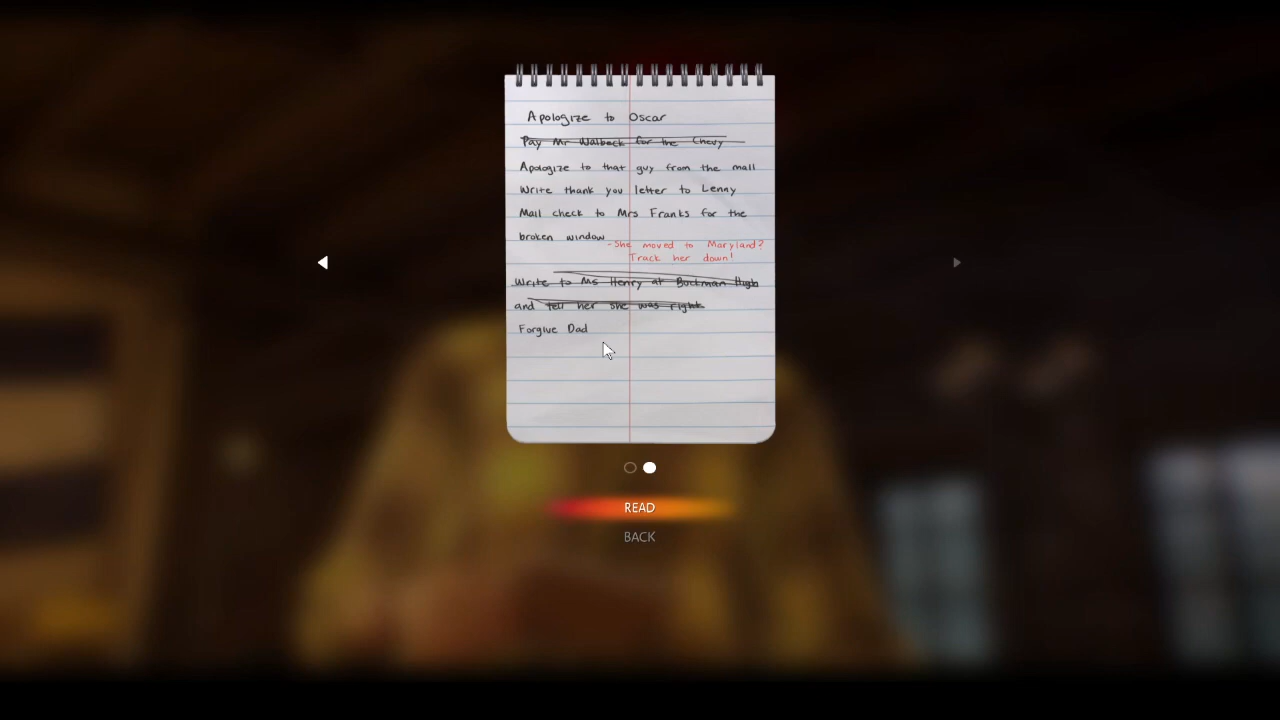 Apologize to Oscar
Pay Mr Walbeck for the Chevy
Apologize to that guy from the mall
Write thank you letter to Lenny
Mail check to Mrs Franks for the
broken window
-She moved to Maryland?
Track her down!
Write to Ms Henry at Buckman High
and tell her she was right
Forgive Dad
READ
BACK